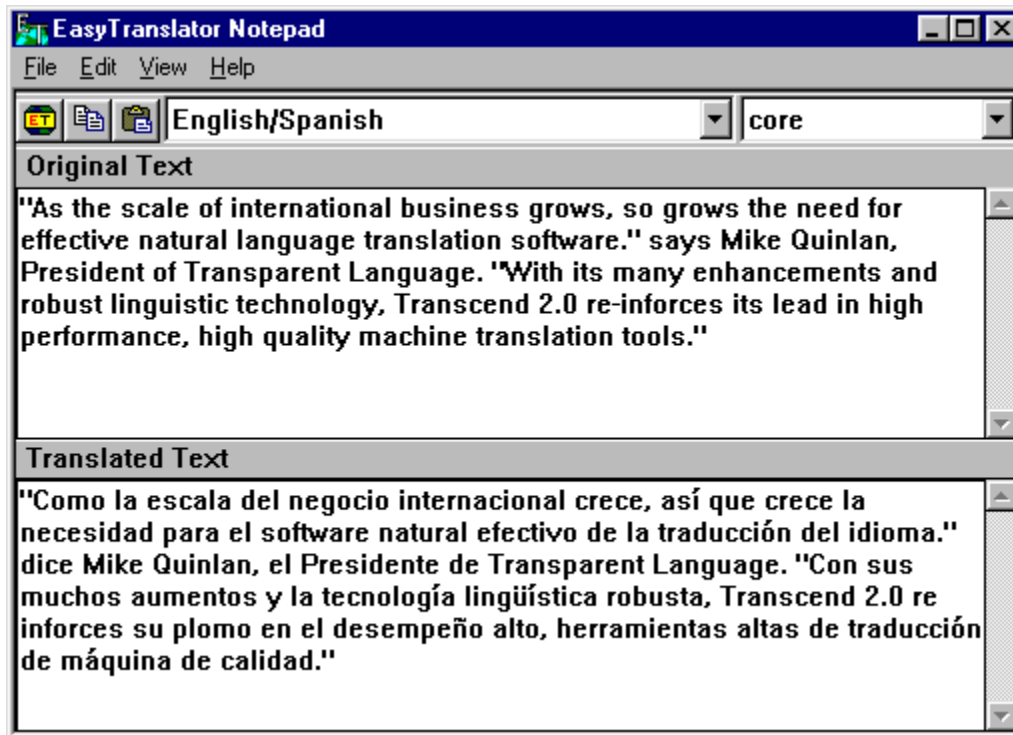 EasyTranslator Notepad
File Edit View Help
ET English/Spanish core
Original Text
"As the scale of international business grows, so grows the need for
effective natural language translation software." says Mike Quinlan,
President of Transparent Language. "With its many enhancements and
robust linguistic technology, Transcend 2.0 re-inforces its lead in high
performance, high quality machine translation tools."
Translated Text
"Como la escala del negocio internacional crece, así que crece la
necesidad para el software natural efectivo de la traducción del idioma."
dice Mike Quinlan, el Presidente de Transparent Language. "Con sus
muchos aumentos y la tecnología lingüística robusta, Transcend 2.0 re
inforces su plomo en el desempeño alto, herramientas altas de traducción
de máquina de calidad."